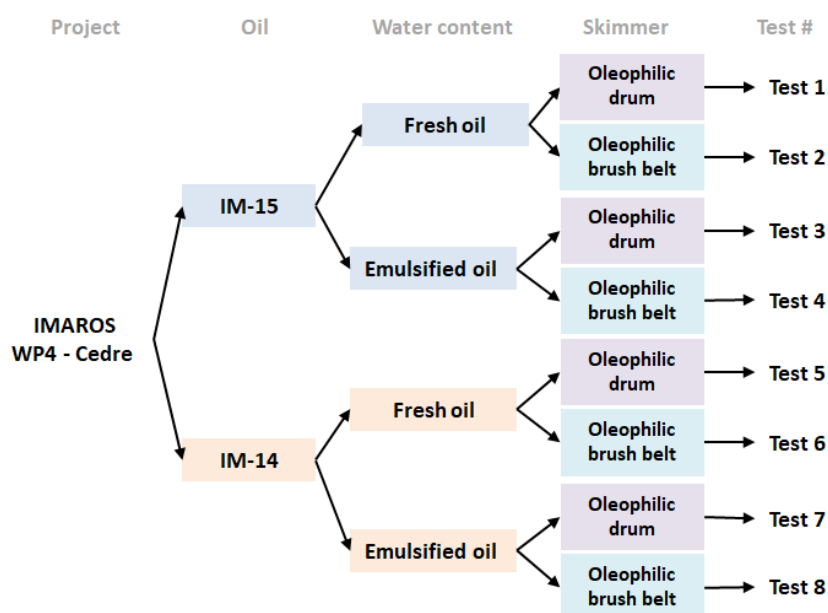 Project Oil Water content Skimmer Test #
Oleophilic
drum
Test 1
Fresh oil
Oleophilic
brush belt
Test 2
IM-15
Oleophilic
drum
Test 3
Emulsified oil
Oleophilic
brush belt
Test 4
IMAROS
WP4 - Cedre
Oleophilic
drum
Test 5
Fresh oil
Oleophilic
brush belt
Test 6
IM-14
Oleophilic
drum
Test 7
Emulsified oil
Oleophilic
brush belt
Test 8